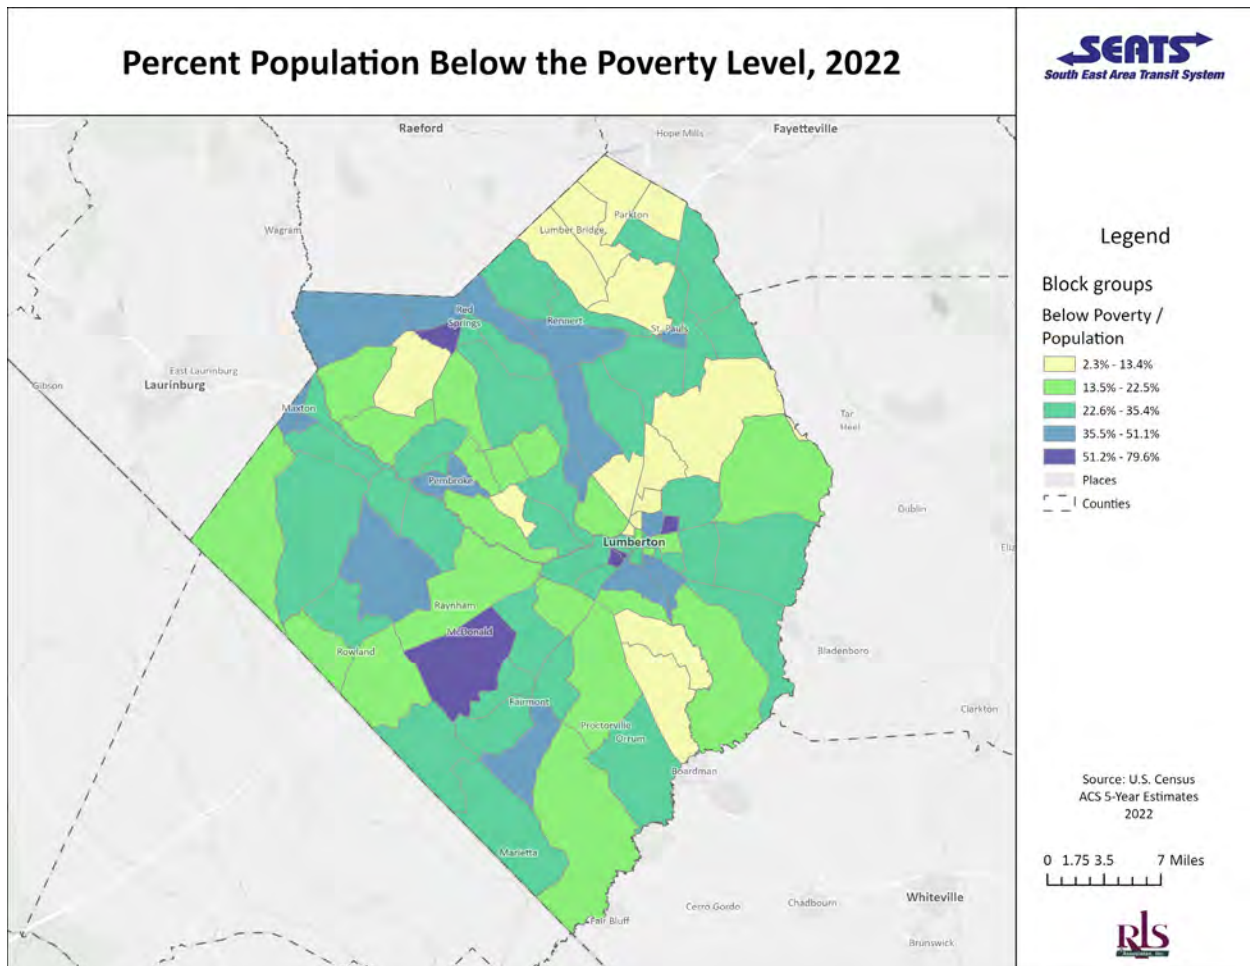 Percent Population Below the Poverty Level, 2022
SEATS
South East Area Transit System
Raeford
Hope Mills
Fayetteville
Parkton
Wagram
Lumber Bridge
Legend
Block groups
Below Poverty /
Population
2.3% - 13.4%
13.5% - 22.5%
22.6% - 35.4%
35.5% - 51.1%
51.2% - 79.6%
Places
Counties
Red
Springs
Rennert
St. Pauls
East Laurinburg
Laurinburg
Gibson
Maxton
Tar
Heel
Pembroke
Dublin
Lumberton
Eliz
Raynham
McDonald
Rowland
Bladenboro
Fairmont
Clarkton
Proctorville
Orrum
Boardman
Source: U.S. Census
ACS 5-Year Estimates
2022
Marietta
0 1.75 3.5 7 Miles
Whiteville
Cerro Gordo
Chadbourn
Fair Bluff
Brunswick
RLS
Associates, Inc.